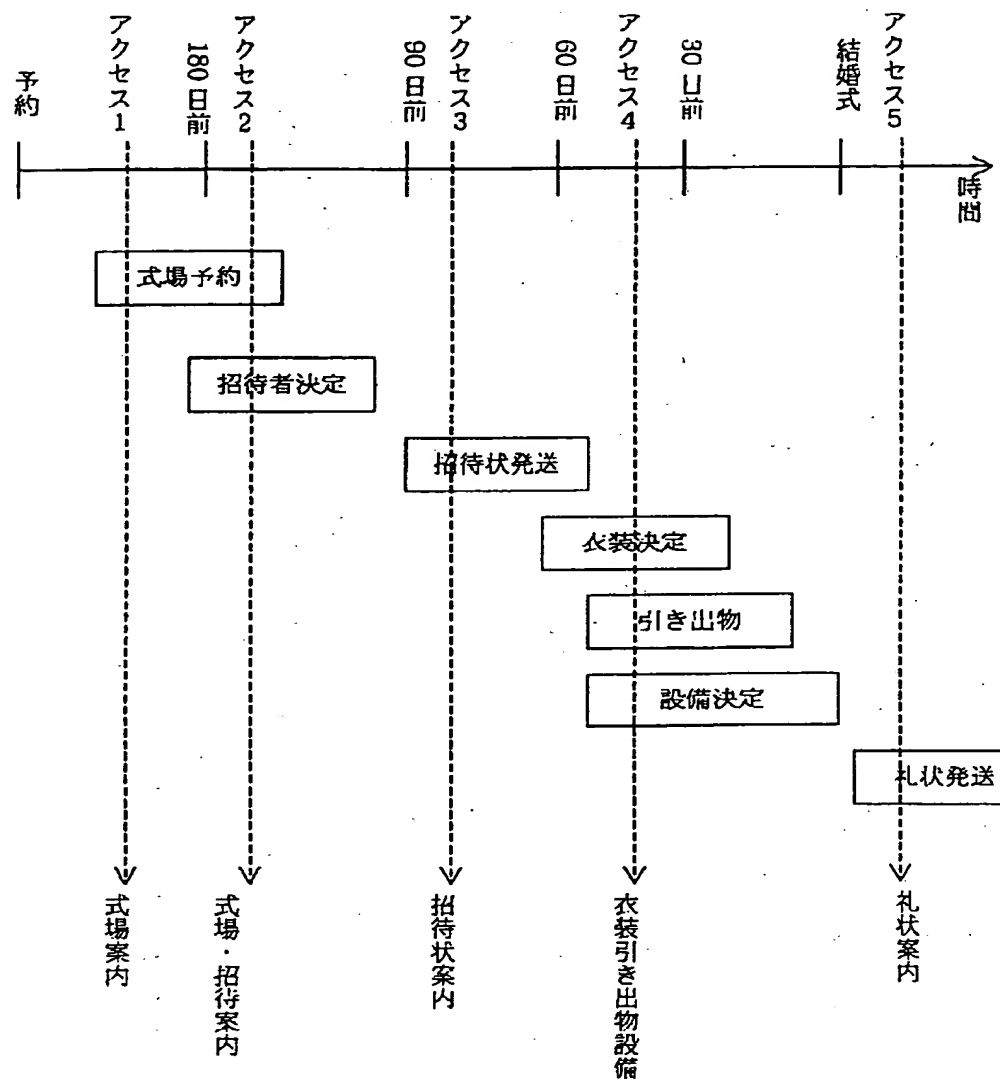 予約
アクセス1
180日前
アクセス2
90日前
アクセス3
60日前
アクセス4
30日前
結婚式
アクセス5
時間
式場予約
招待者決定
招待状発送
衣装決定
引き出物
設備決定
礼状発送
式場案内
式場・招待案内
招待状案内
衣装引き出物設備
礼状案内